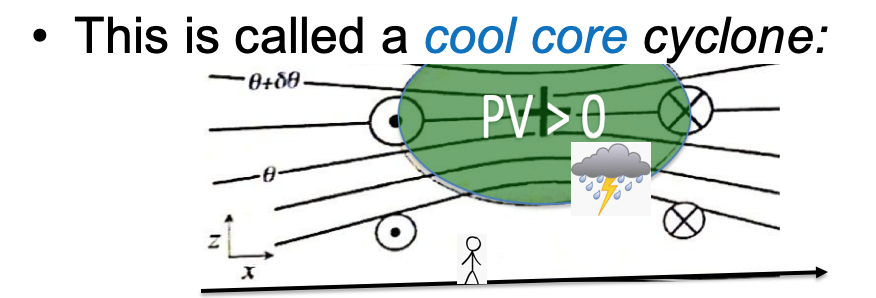 • This is called a cool core cyclone:
θ+δθ
PV > 0
θ
z
x